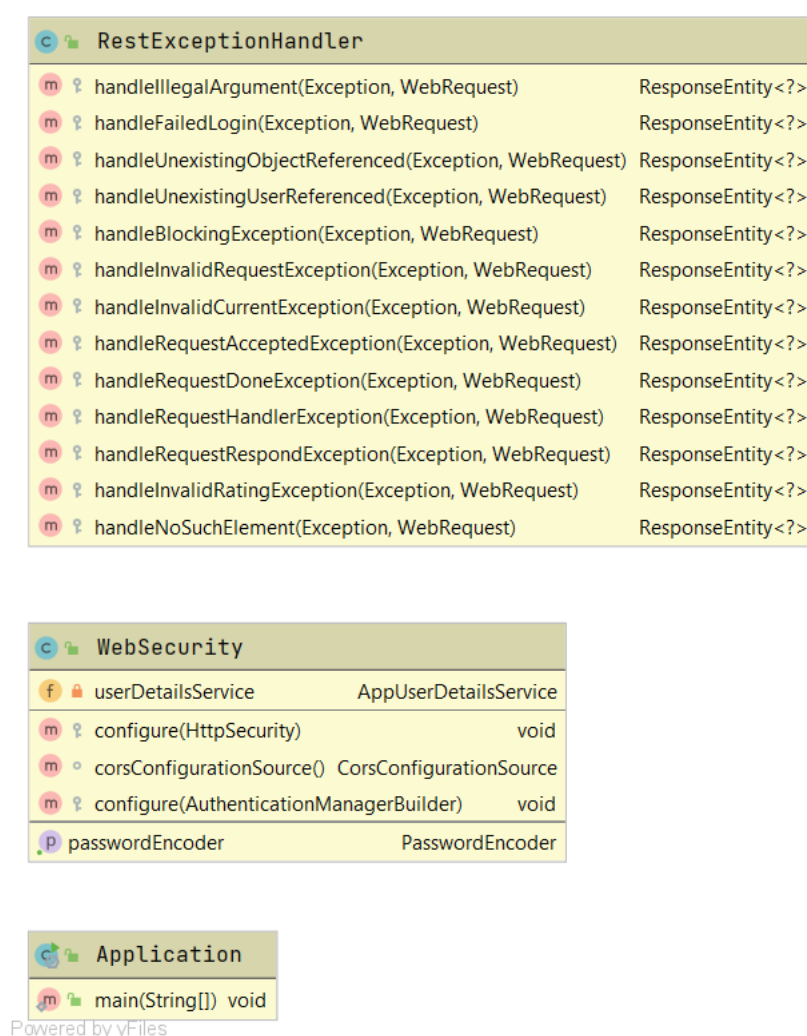 RestExceptionHandler
handleIllegalArgument(Exception, WebRequest) ResponseEntity<?>
handleFailedLogin(Exception, WebRequest) ResponseEntity<?>
handleUnexistingObjectReferenced(Exception, WebRequest) ResponseEntity<?>
handleUnexistingUserReferenced(Exception, WebRequest) ResponseEntity<?>
handleBlockingException(Exception, WebRequest) ResponseEntity<?>
handleInvalidRequestException(Exception, WebRequest) ResponseEntity<?>
handleInvalidCurrentException(Exception, WebRequest) ResponseEntity<?>
handleRequestAcceptedException(Exception, WebRequest) ResponseEntity<?>
handleRequestDoneException(Exception, WebRequest) ResponseEntity<?>
handleRequestHandlerException(Exception, WebRequest) ResponseEntity<?>
handleRequestRespondException(Exception, WebRequest) ResponseEntity<?>
handleInvalidRatingException(Exception, WebRequest) ResponseEntity<?>
handleNoSuchElement(Exception, WebRequest) ResponseEntity<?>
WebSecurity
userDetailsService AppUserDetailsService
configure(HttpSecurity) void
corsConfigurationSource() CorsConfigurationSource
configure(AuthenticationManagerBuilder) void
passwordEncoder PasswordEncoder
Application
main(String[]) void
Powered by yFiles